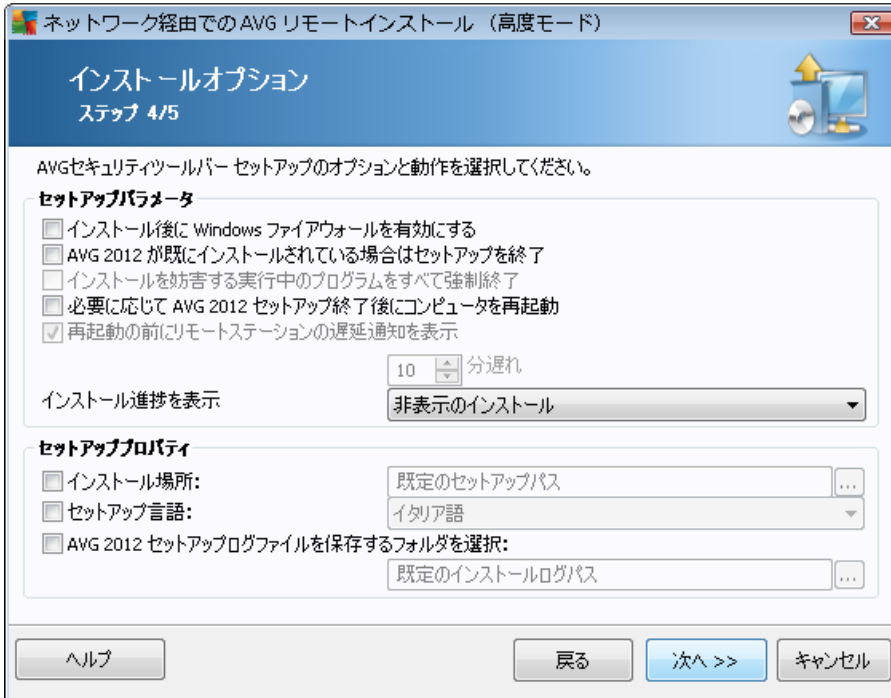 ネットワーク経由での AVG リモートインストール （高度モード）
インストールオプション
ステップ 4/5
AVGセキュリティツールバー セットアップのオプションと動作を選択してください。
セットアップパラメータ
インストール後に Windows ファイアウォールを有効にする
AVG 2012 が既にインストールされている場合はセットアップを終了
インストールを妨害する実行中のプログラムをすべて強制終了
必要に応じて AVG 2012 セットアップ終了後にコンピュータを再起動
再起動の前にリモートステーションの遅延通知を表示
10 分遅れ
インストール進捗を表示 非表示のインストール
セットアッププロパティ
インストール場所: 既定のセットアップパス ...
セットアップ言語: イタリア語
AVG 2012 セットアップログファイルを保存するフォルダを選択:
既定のインストールログパス ...
ヘルプ 戻る 次へ >> キャンセル